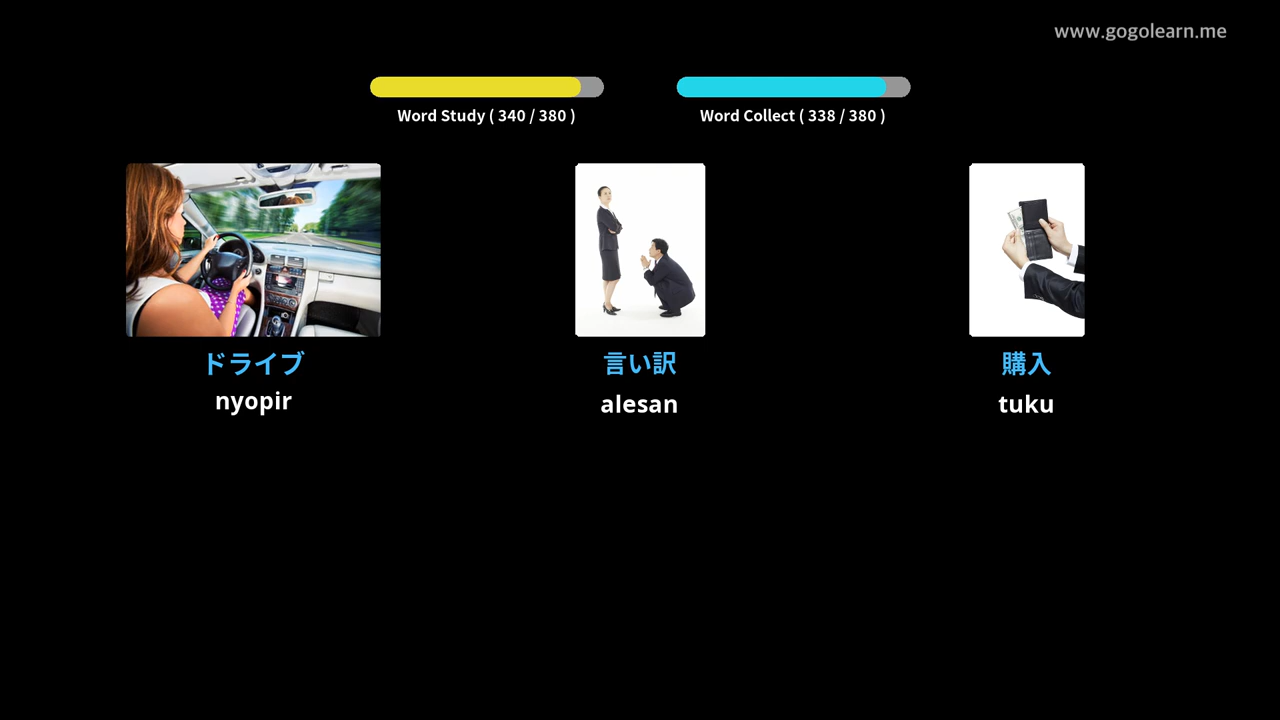 www.gogolearn.me
Word Study ( 340 / 380 )
Word Collect ( 338 / 380 )
ドライブ
nyopir
言い訳
alesan
購入
tuku